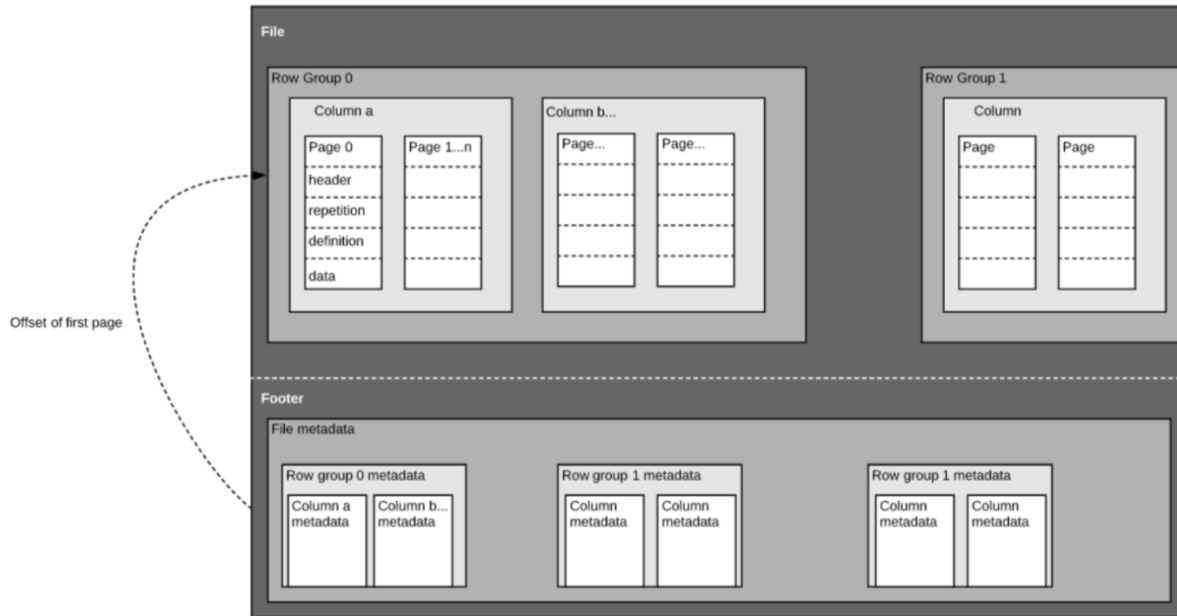 File
Row Group 0
Row Group 1
Column a
Column b...
Column
Page 0
Page 1...n
Page...
Page...
Page
Page
header
repetition
definition
data
Offset of first page
Footer
File metadata
Row group 0 metadata
Row group 1 metadata
Row group 1 metadata
Column a
metadata
Column b...
metadata
Column
metadata
Column
metadata
Column
metadata
Column
metadata